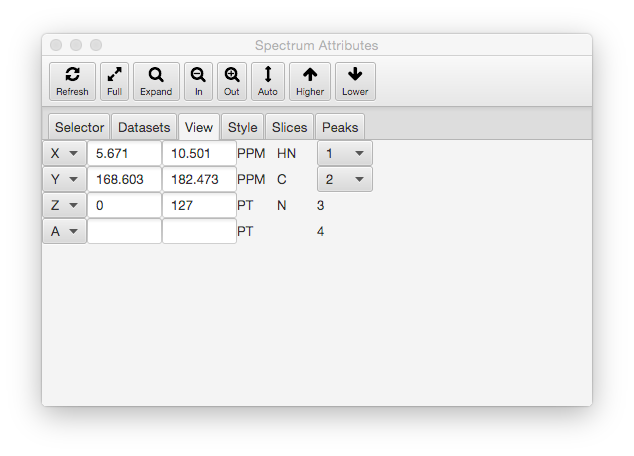 Spectrum Attributes
Refresh Full Expand In Out Auto Higher Lower
Selector Datasets View Style Slices Peaks
X 5.671 10.501 PPM HN 1
Y 168.603 182.473 PPM C 2
Z 0 127 PT N 3
A PT 4